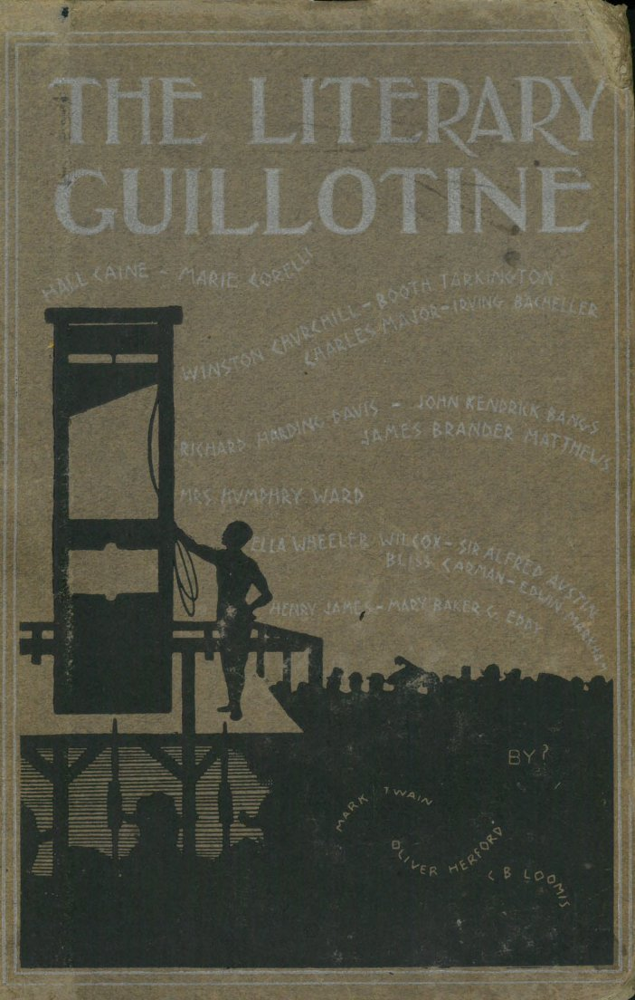 THE LITERARY
GUILLOTINE
HALL CAINE - MARIE CORELLI
WINSTON CHURCHILL - BOOTH TARKINGTON
CHARLES MAJOR - IRVING BACHELLER
RICHARD HARDING DAVIS - JOHN KENDRICK BANGS
JAMES BRANDER MATTHEWS
MRS HUMPHRY WARD
ELLA WHEELER WILCOX - SIR ALFRED AUSTIN
BLISS CARMAN - EDWIN MARKHAM
HENRY JAMES - MARY BAKER G. EDDY
BY?
MARK TWAIN
OLIVER HERFORD
C B LOOMIS